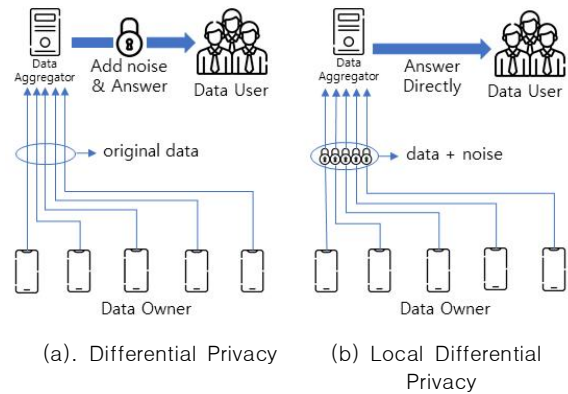 Data
Aggregator
Add noise
& Answer
Data User
original data
Data Owner
(a). Differential Privacy
Data
Aggregator
Answer
Directly
Data User
data + noise
Data Owner
(b) Local Differential
Privacy